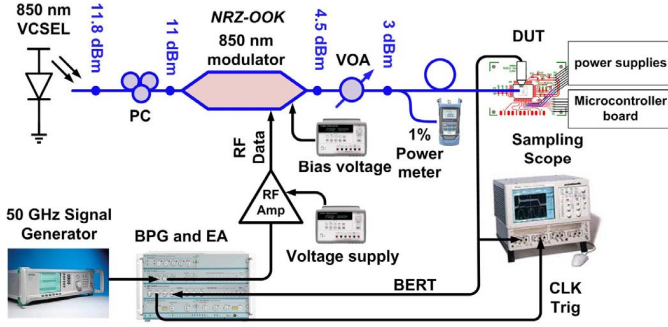 850 nm
VCSEL
11.8 dBm
PC
11 dBm
NRZ-OOK
850 nm
modulator
4.5 dBm
VOA
3 dBm
1%
Power
meter
DUT
power supplies
Microcontroller
board
RF
Data
Bias voltage
RF
Amp
Voltage supply
50 GHz Signal
Generator
BPG and EA
BERT
Sampling
Scope
CLK
Trig